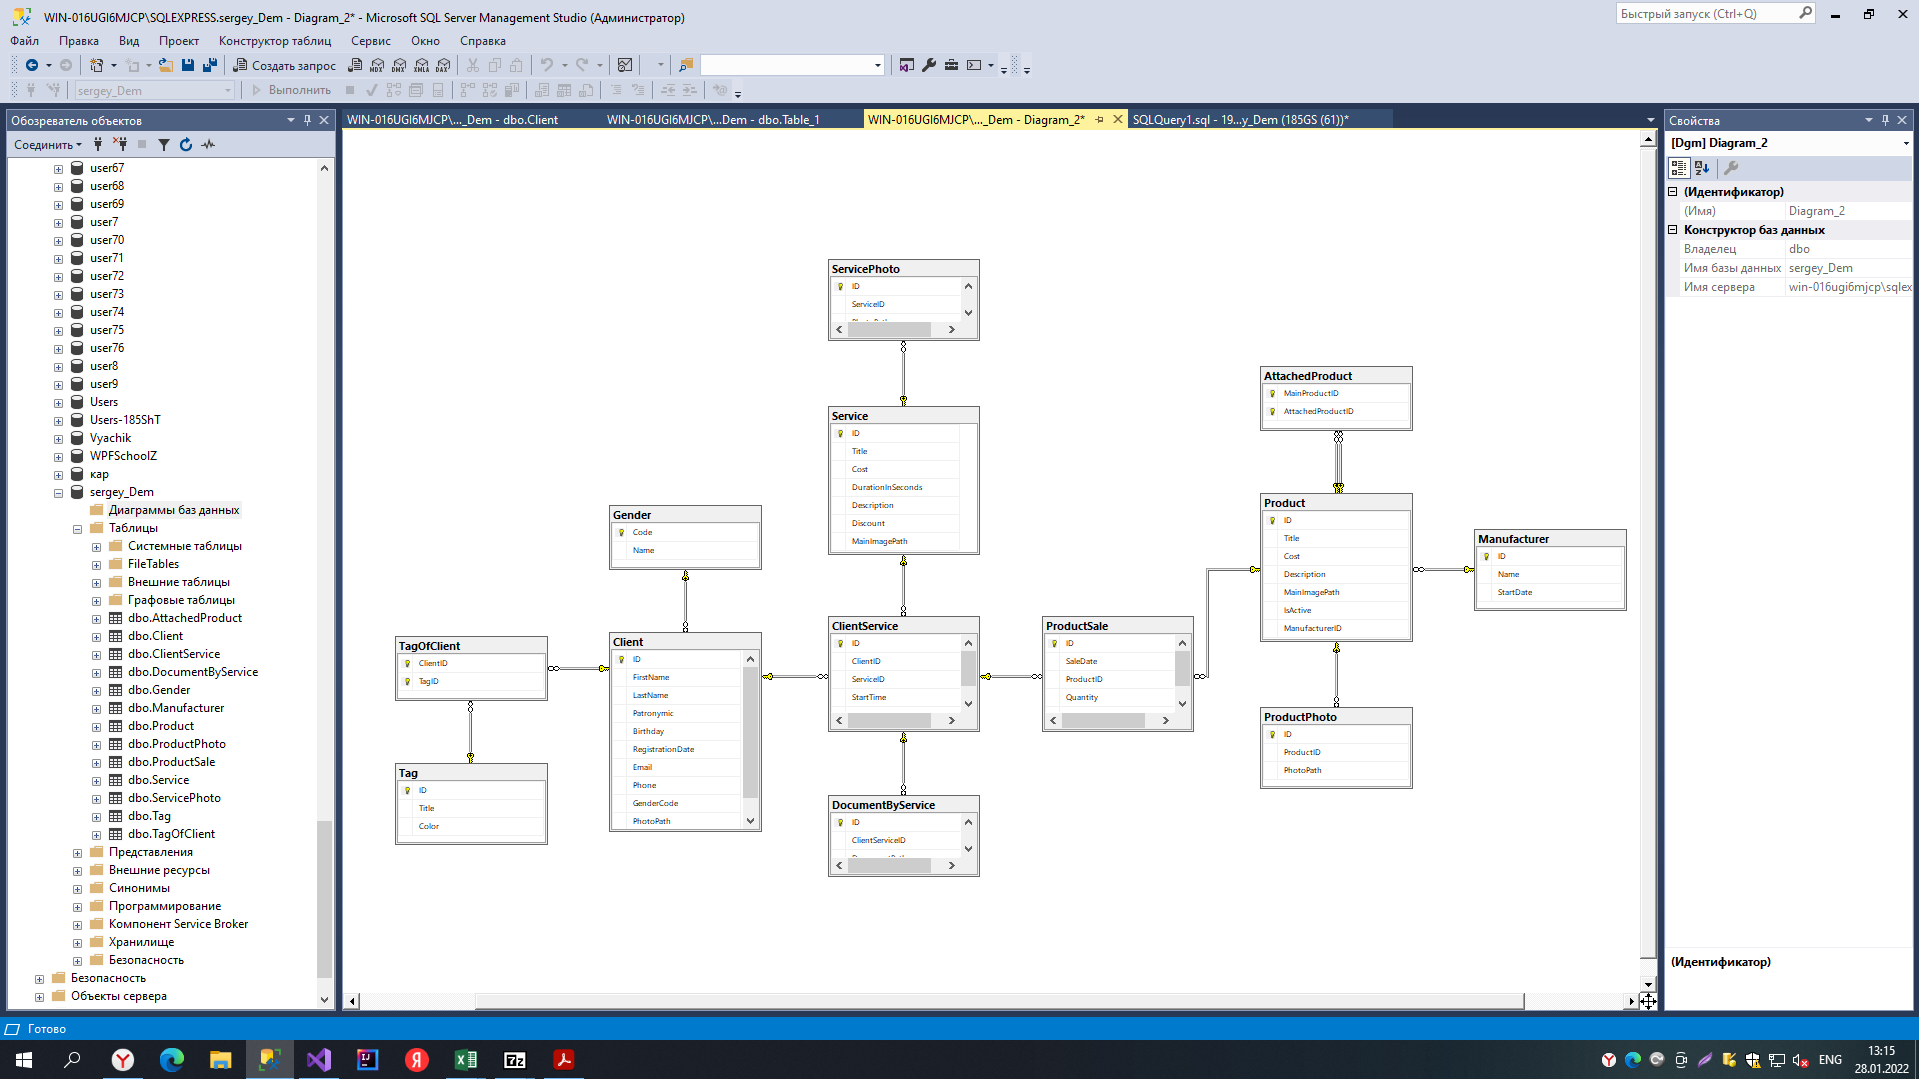 WIN-016UGI6MJCP\SQLEXPRESS.sergey_Dem - Diagram_2* - Microsoft SQL Server Management Studio (Администратор)
Быстрый запуск (Ctrl+Q)
Файл Правка Вид Проект Конструктор таблиц Сервис Окно Справка
Создать запрос
MDX DMX XMLA DAX
sergey_Dem
Выполнить
Обозреватель объектов
Соединить
user67
user68
user69
user7
user70
user71
user72
user73
user74
user75
user76
user8
user9
Users
Users-185ShT
Vyachik
WPFSchoolZ
кар
sergey_Dem
Диаграммы баз данных
Таблицы
Системные таблицы
FileTables
Внешние таблицы
Графовые таблицы
dbo.AttachedProduct
dbo.Client
dbo.ClientService
dbo.DocumentByService
dbo.Gender
dbo.Manufacturer
dbo.Product
dbo.ProductPhoto
dbo.ProductSale
dbo.Service
dbo.ServicePhoto
dbo.Tag
dbo.TagOfClient
Представления
Внешние ресурсы
Синонимы
Программирование
Компонент Service Broker
Хранилище
Безопасность
Безопасность
Объекты сервера
WIN-016UGI6MJCP\..._Dem - dbo.Client
WIN-016UGI6MJCP\...Dem - dbo.Table_1
WIN-016UGI6MJCP\..._Dem - Diagram_2*
SQLQuery1.sql - 19...y_Dem (185GS (61))*
ServicePhoto
ID
ServiceID
Service
ID
Title
Cost
DurationInSeconds
Description
Discount
MainImagePath
Gender
Code
Name
TagOfClient
ClientID
TagID
Tag
ID
Title
Color
Client
ID
FirstName
LastName
Patronymic
Birthday
RegistrationDate
Email
Phone
GenderCode
PhotoPath
ClientService
ID
ClientID
ServiceID
StartTime
DocumentByService
ID
ClientServiceID
ProductSale
ID
SaleDate
ProductID
Quantity
AttachedProduct
MainProductID
AttachedProductID
Product
ID
Title
Cost
Description
MainImagePath
IsActive
ManufacturerID
Manufacturer
ID
Name
StartDate
ProductPhoto
ID
ProductID
PhotoPath
Свойства
[Dgm] Diagram_2
(Идентификатор)
(Имя) Diagram_2
Конструктор баз данных
Владелец dbo
Имя базы данных sergey_Dem
Имя сервера win-016ugi6mjcp\sqlex
(Идентификатор)
Готово
ENG
13:15
28.01.2022